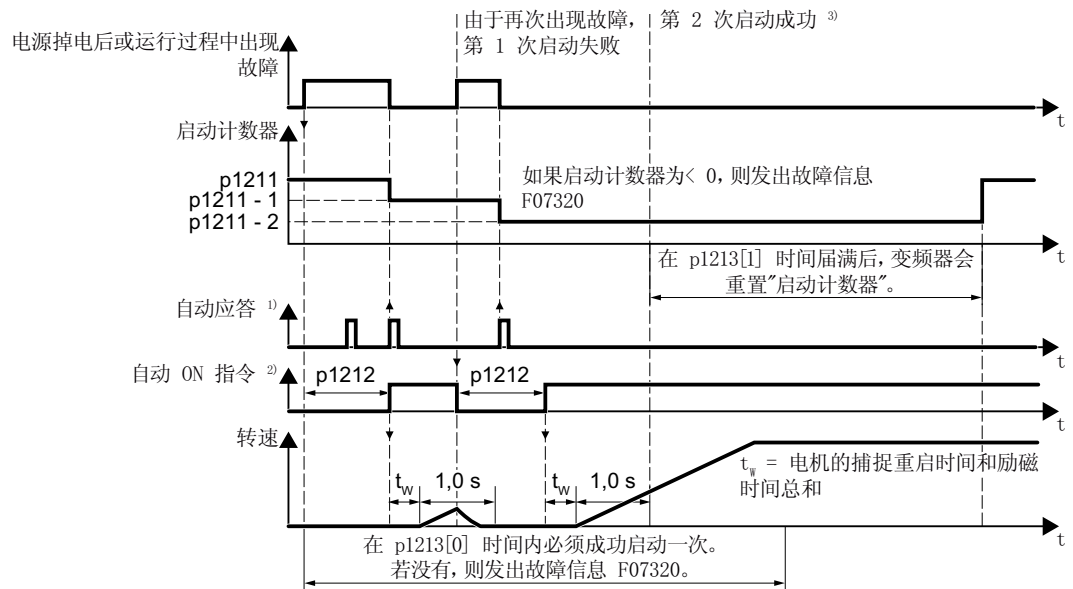 由于再次出现故障,
第 1 次启动失败
第 2 次启动成功 3)
电源掉电后或运行过程中出现
故障
t
启动计数器
p1211
p1211 - 1
p1211 - 2
如果启动计数器为< 0,则发出故障信息
F07320
t
在 p1213[1] 时间届满后,变频器会
重置"启动计数器"。
自动应答 1)
t
自动 ON 指令 2)
p1212
p1212
t
转速
tW
1,0 s
tW
1,0 s
tW = 电机的捕捉重启时间和励磁
时间总和
t
在 p1213[0] 时间内必须成功启动一次。
若没有,则发出故障信息 F07320。